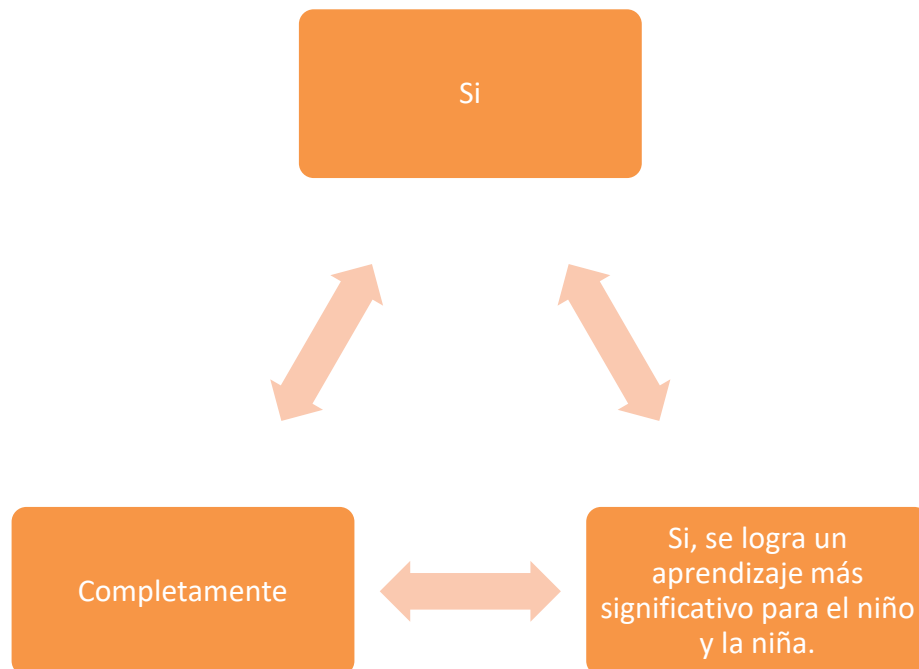 Si
Completamente
Si, se logra un
aprendizaje más
significativo para el niño
y la niña.